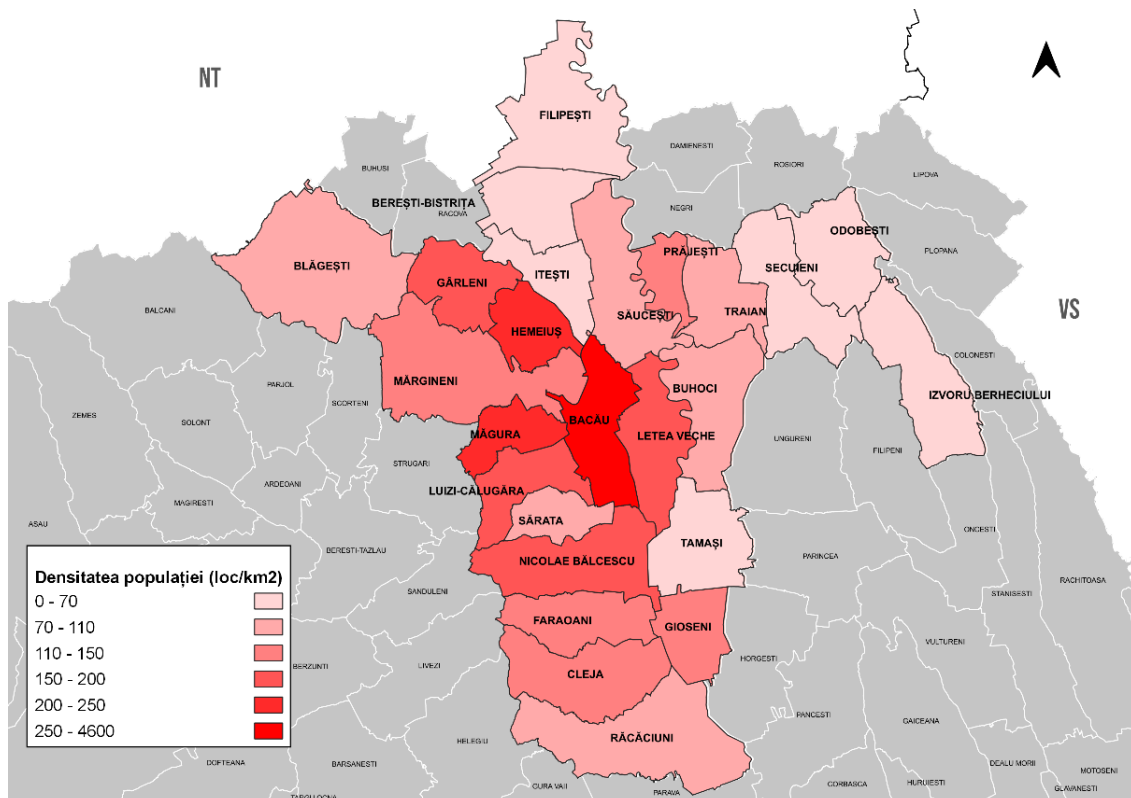 NT
FILIPEȘTI
DAMIENESTI
ROSIORI
BUHUSI
LIPOVA
BEREȘTI-BISTRIȚA
RACOVA
NEGRI
ODOBEȘTI
PLOPANA
PRĂJEȘTI
BLĂGEȘTI
ITEȘTI
SECUIENI
GÂRLENI
BALCANI
SĂUCEȘTI
TRAIAN
VS
HEMEIUȘ
COLONESTI
MĂRGINENI
PARJOL
BUHOCI
IZVORU BERHECIULUI
SCORTENI
ZEMES
SOLONT
BACĂU
MĂGURA
LETEA VECHE
UNGURENI
FILIPENI
STRUGARI
ARDEOANI
LUIZI-CĂLUGĂRA
MAGIRESTI
SĂRATA
ASAU
ONCESTI
TAMAȘI
BERESTI-TAZLAU
NICOLAE BĂLCESCU
PARINCEA
RACHITOASA
SANDULENI
STANISESTI
FARAOANI
GIOSENI
VULTURENI
BERZUNTI
LIVEZI
HORGESTI
CLEJA
PANCESTI
GAICEANA
RĂCĂCIUNI
HELEGIU
DOFTEANA
BARSANESTI
DEALU MORII
MOTOSENI
CORBASCA
HURUIESTI
GLAVANESTI
GURA VAII
PARAVA
TARGU OCNA
Densitatea populației (loc/km2)
0 - 70
70 - 110
110 - 150
150 - 200
200 - 250
250 - 4600